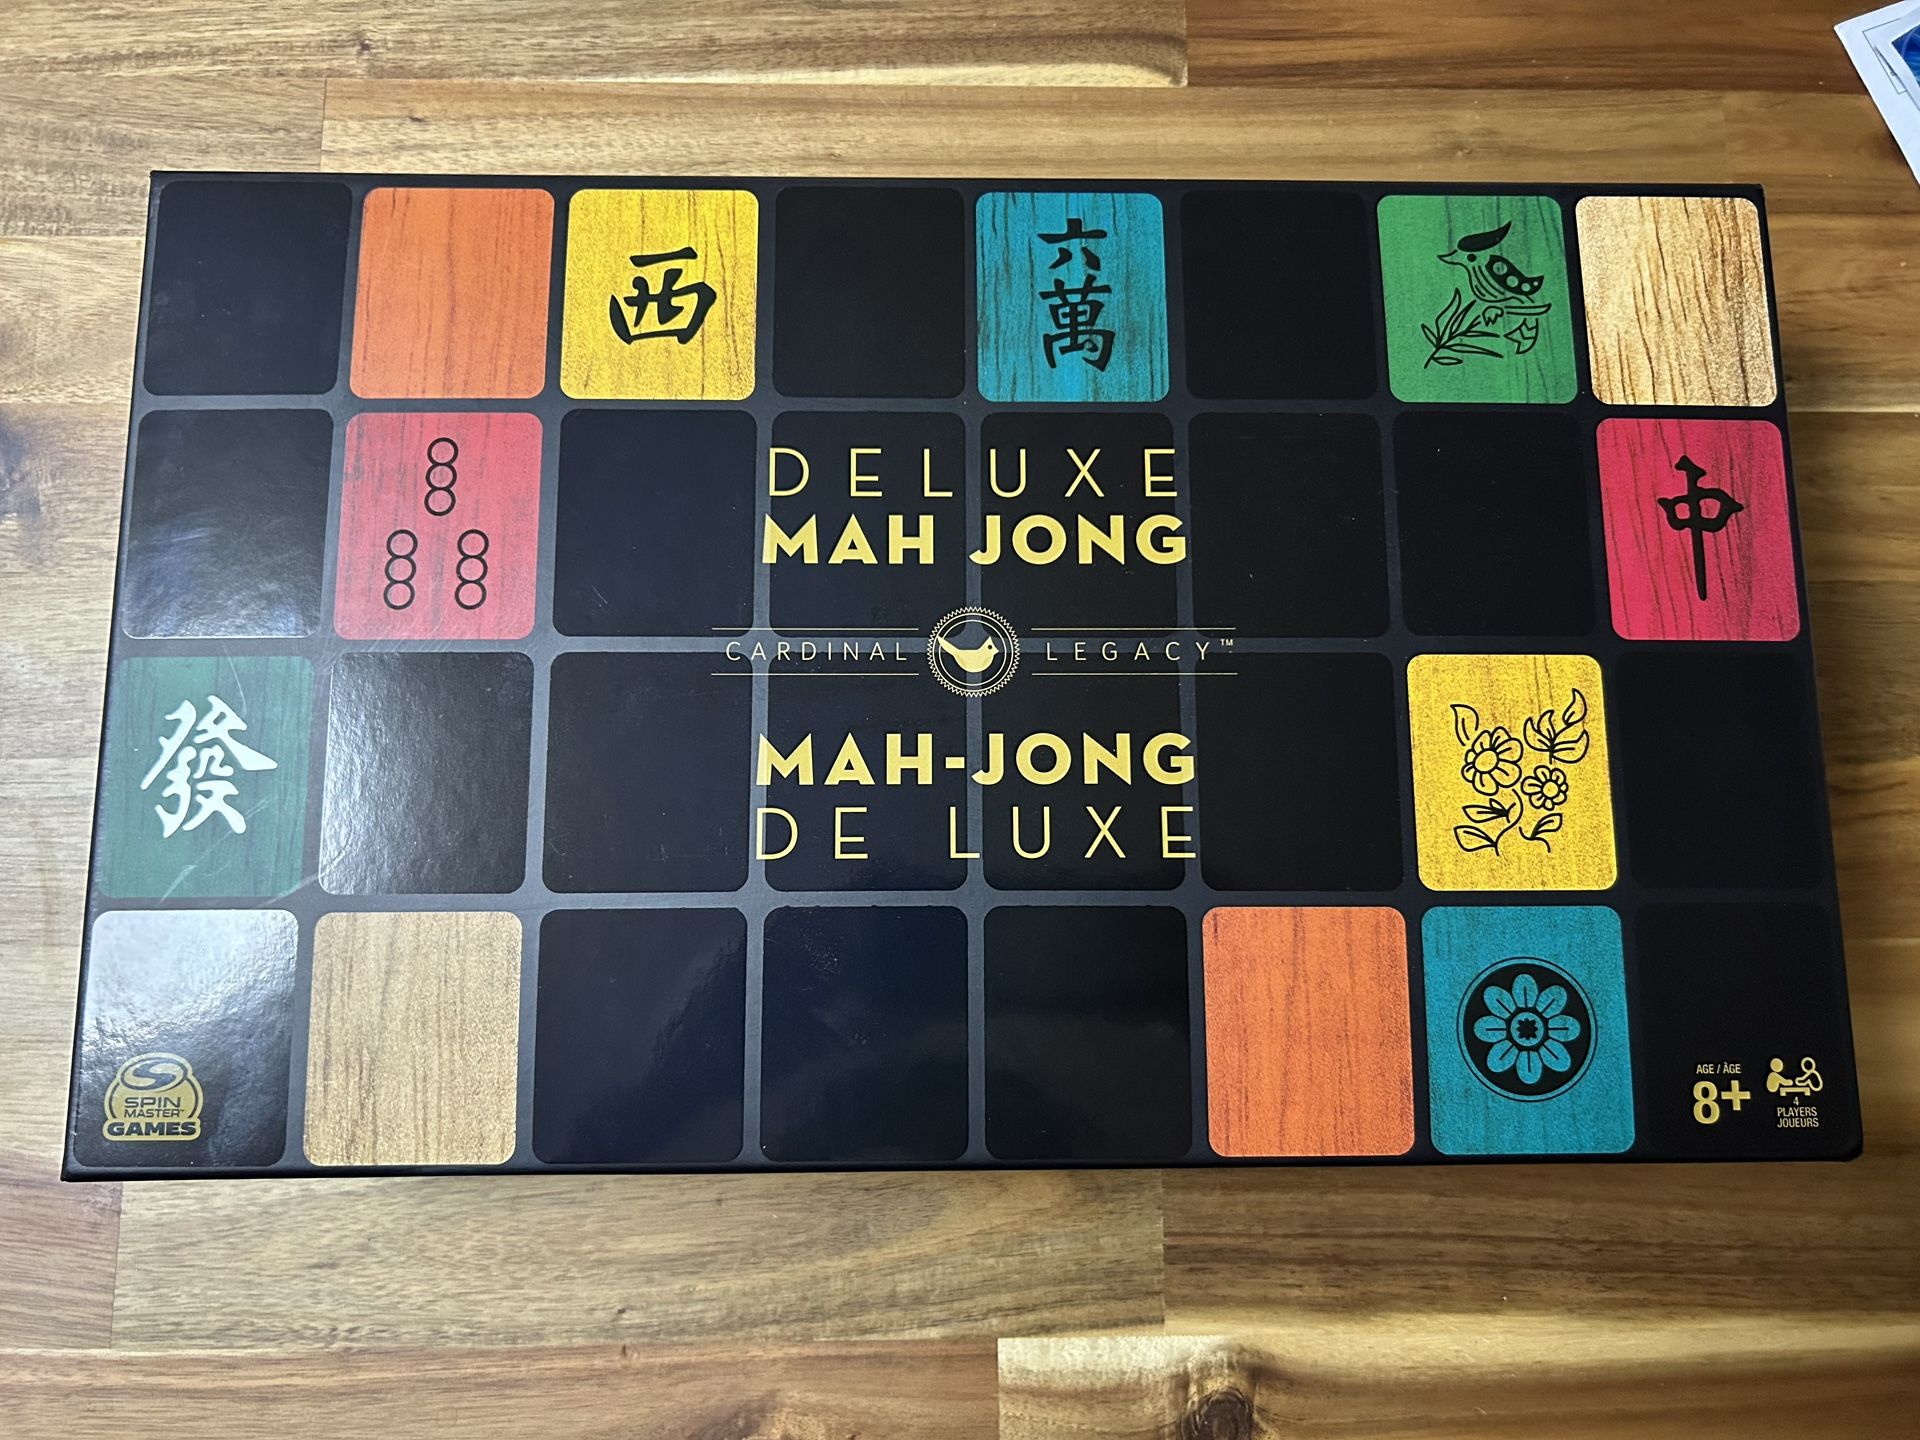 西
六
萬
DELUXE
MAH JONG
中
CARDINAL LEGACY™
發
MAH-JONG
DE LUXE
SPIN
MASTER™
GAMES
AGE / ÂGE
8+
4
PLAYERS
JOUEURS